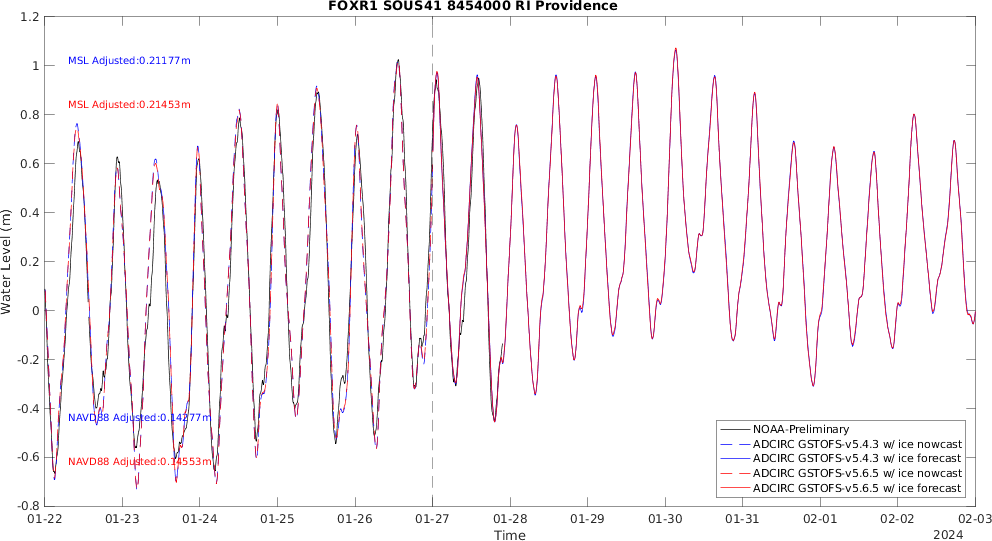 FOXR1 SOUS41 8454000 RI Providence
1.2
1
0.8
0.6
0.4
0.2
0
-0.2
-0.4
-0.6
-0.8
Water Level (m)
MSL Adjusted:0.21177m
MSL Adjusted:0.21453m
NAVD88 Adjusted:0.14277m
NAVD88 Adjusted:0.14553m
NOAA-Preliminary
ADCIRC GSTOFS-v5.4.3 w/ ice nowcast
ADCIRC GSTOFS-v5.4.3 w/ ice forecast
ADCIRC GSTOFS-v5.6.5 w/ ice nowcast
ADCIRC GSTOFS-v5.6.5 w/ ice forecast
01-22 01-23 01-24 01-25 01-26 01-27 01-28 01-29 01-30 01-31 02-01 02-02 02-03
Time
2024